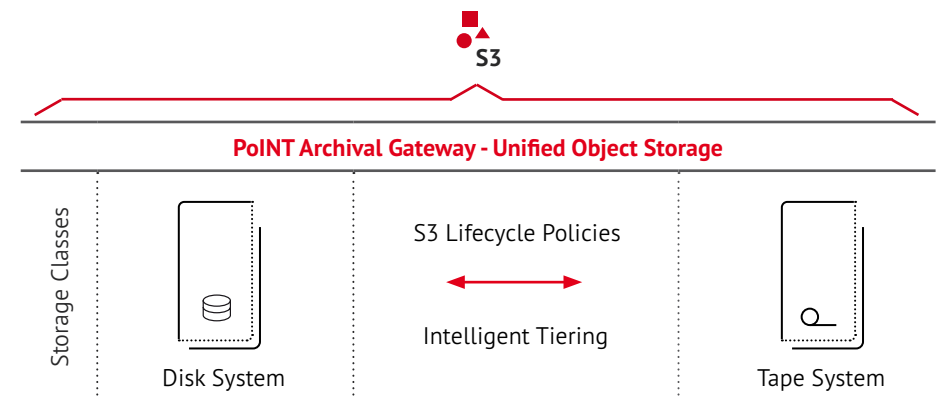 S3
PoINT Archival Gateway - Unified Object Storage
Storage Classes
Disk System
S3 Lifecycle Policies
Intelligent Tiering
Tape System